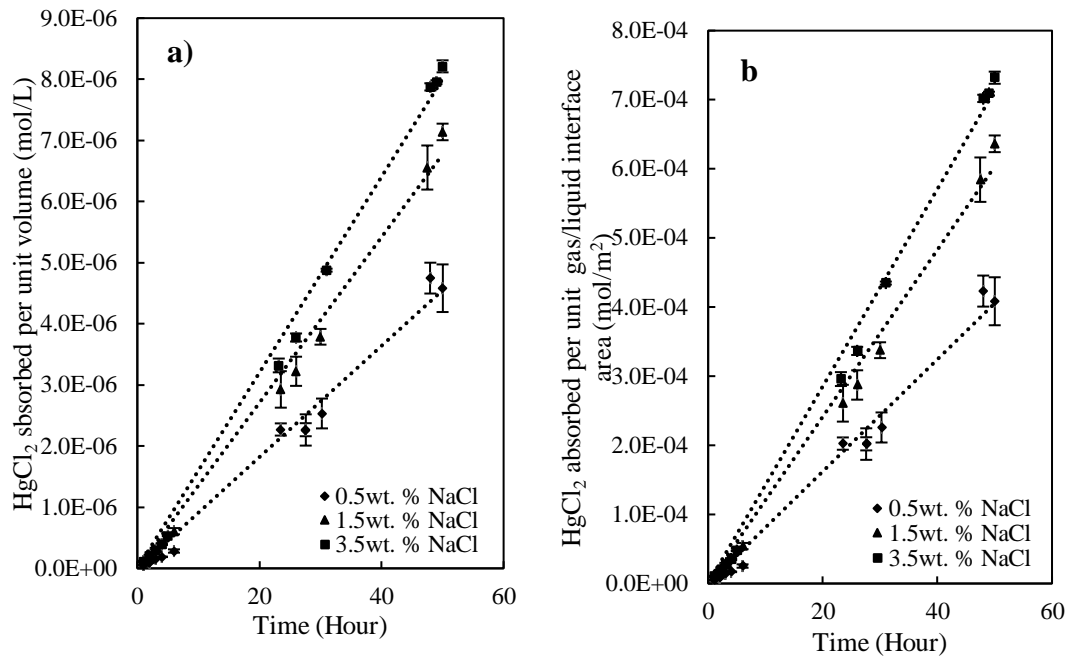 a)
HgCl2 sbsorbed per unit volume (mol/L)
9.0E-06
8.0E-06
7.0E-06
6.0E-06
5.0E-06
4.0E-06
3.0E-06
2.0E-06
1.0E-06
0.0E+00
0 20 40 60
Time (Hour)
0.5wt. % NaCl
1.5wt. % NaCl
3.5wt. % NaCl
b
HgCl2 absorbed per unit gas/liquid interface
area (mol/m2)
8.0E-04
7.0E-04
6.0E-04
5.0E-04
4.0E-04
3.0E-04
2.0E-04
1.0E-04
0.0E+00
0 20 40 60
Time (Hour)
0.5wt. % NaCl
1.5wt. % NaCl
3.5wt. % NaCl